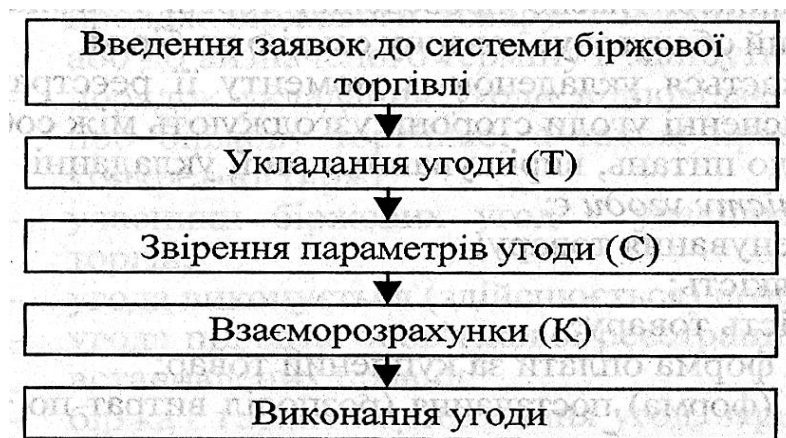 Введення заявок до системи біржової
торгівлі
Укладання угоди (Т)
Звірення параметрів угоди (С)
Взаєморозрахунки (К)
Виконання угоди